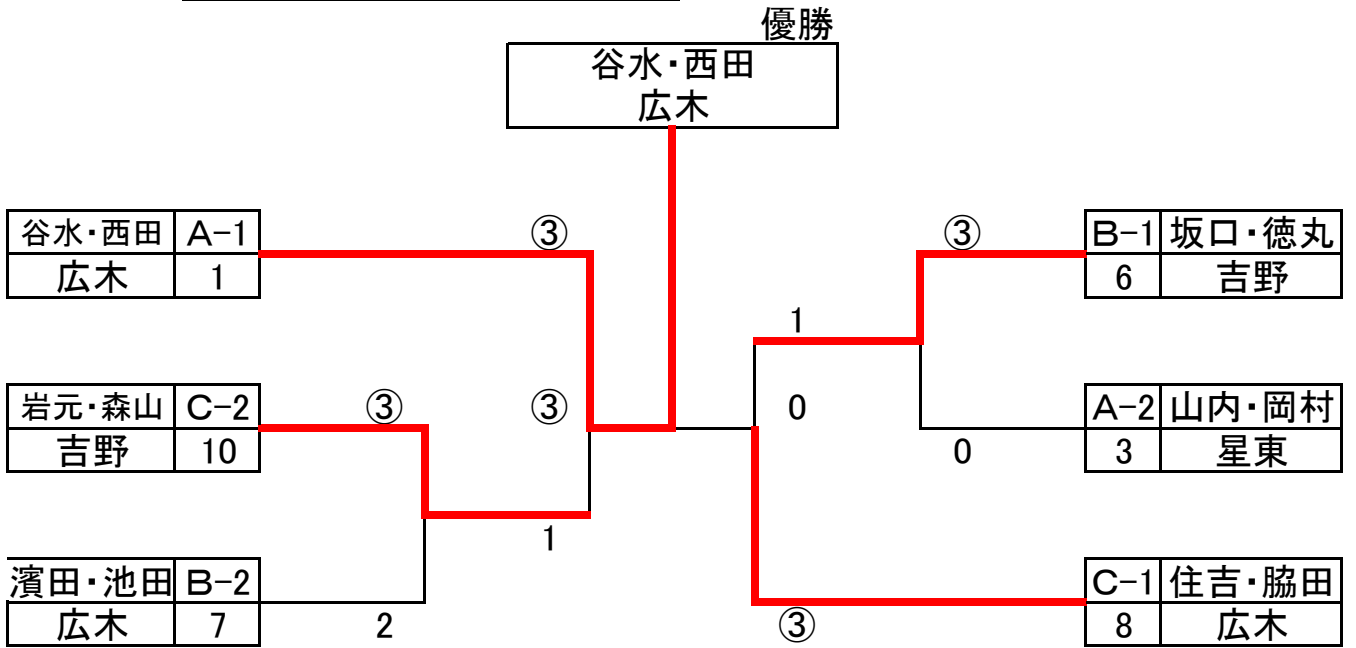 優勝
谷水・西田
広木
谷水・西田 A-1 ③ ③ B-1 坂口・徳丸
広木 1 6 吉野
1
岩元・森山 C-2 ③ ③ 0 A-2 山内・岡村
吉野 10 0 3 星東
1
濱田・池田 B-2 C-1 住吉・脇田
広木 7 2 ③ 8 広木